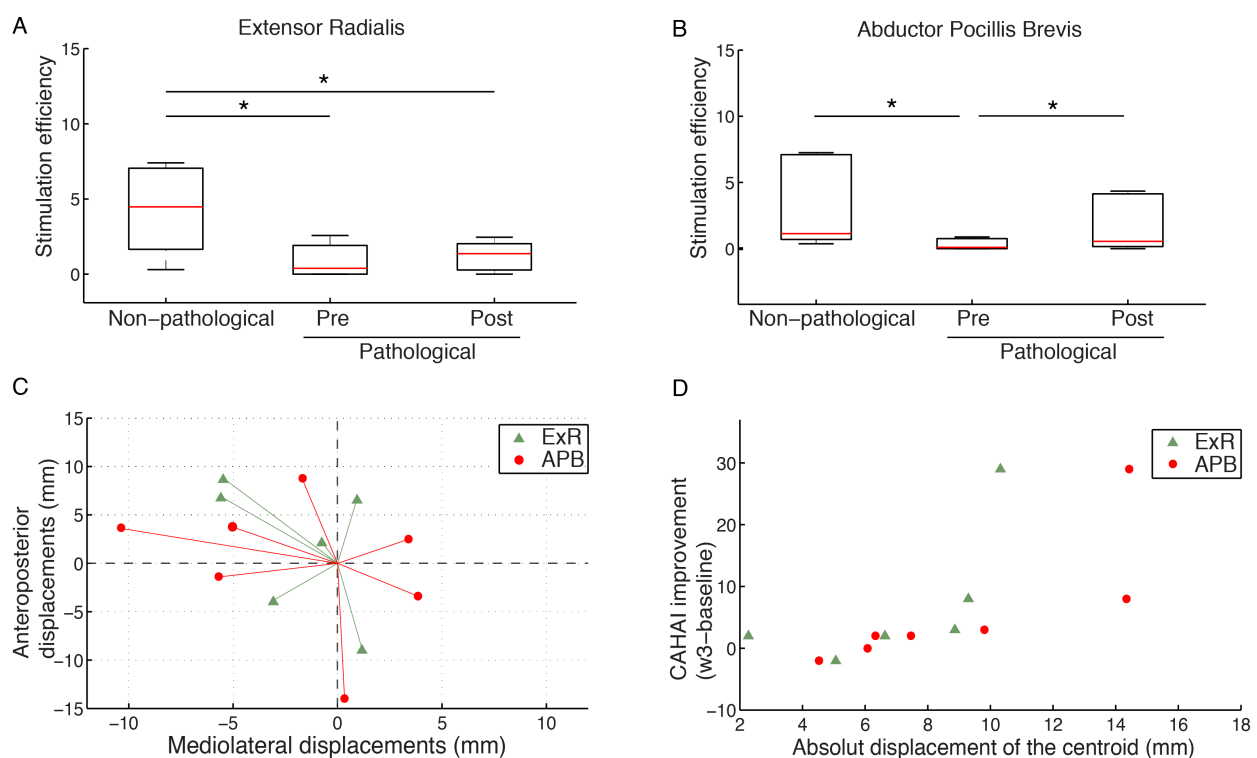 A
Extensor Radialis
Stimulation efficiency
15
10
5
0
*
*
Non-pathological
Pre
Post
Pathological
B
Abductor Pocillis Brevis
Stimulation efficiency
15
10
5
0
*
*
Non-pathological
Pre
Post
Pathological
C
Anteroposterior
displacements (mm)
15
10
5
0
−5
−10
−15
−10
−5
0
5
10
Mediolateral displacements (mm)
ExR
APB
D
CAHAI improvement
(w3−baseline)
30
20
10
0
−10
2
4
6
8
10
12
14
16
18
Absolut displacement of the centroid (mm)
ExR
APB